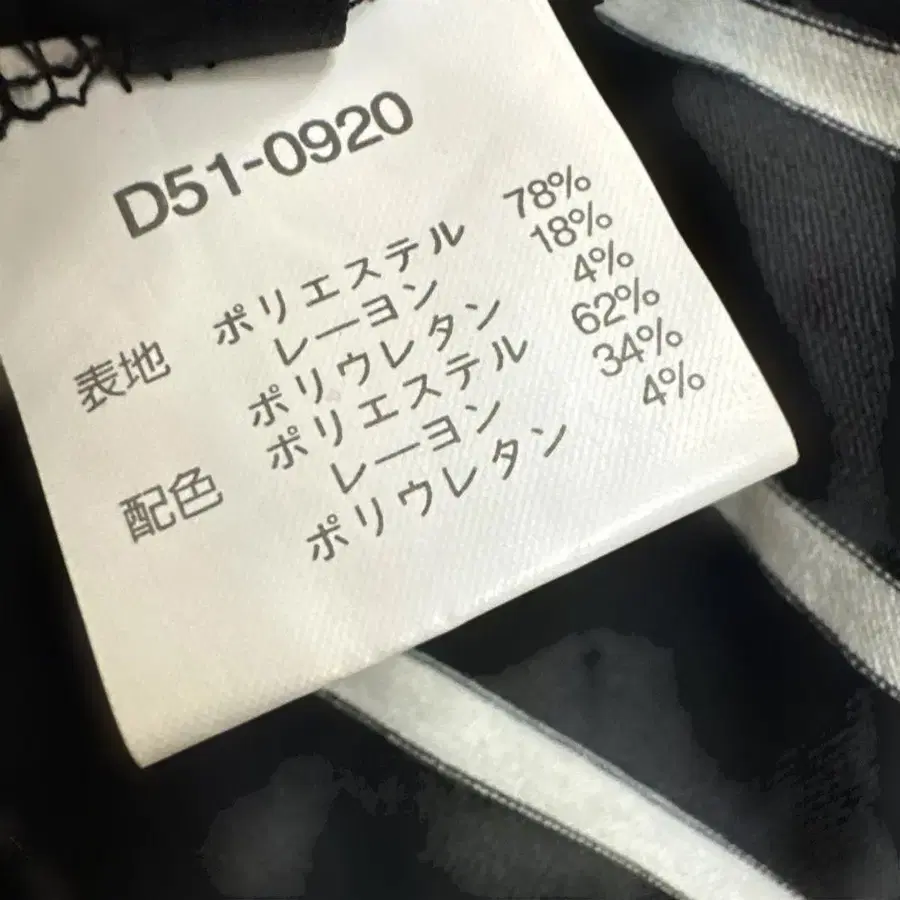 D51-0920
表地 ポリエステル 78%
レーヨン 18%
ポリウレタン 4%
配色 ポリエステル 62%
レーヨン 34%
ポリウレタン 4%